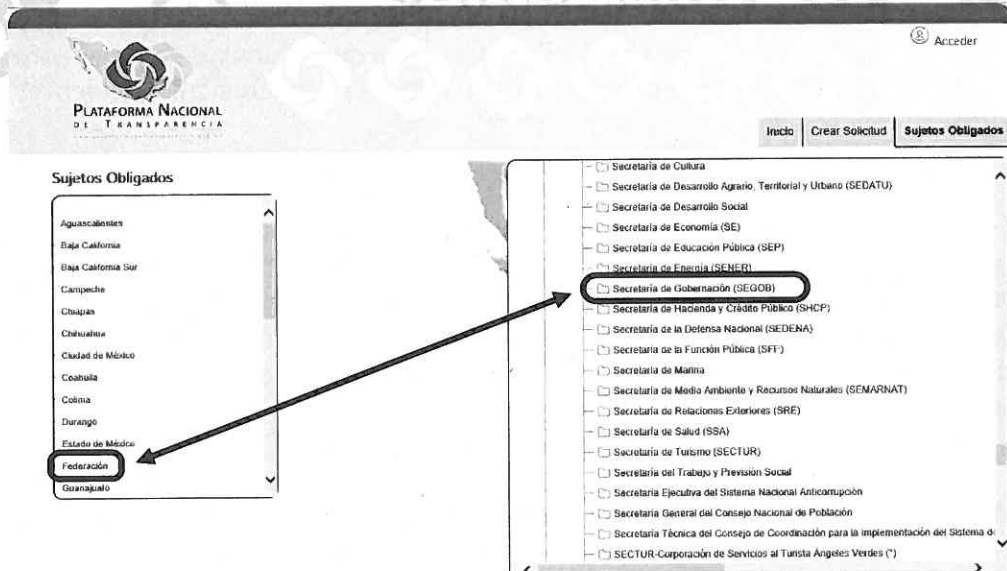 Acceder
PLATAFORMA NACIONAL
DE TRANSPARENCIA
Inicio
Crear Solicitud
Sujetos Obligados
Sujetos Obligados
Aguascalientes
Baja California
Baja California Sur
Campeche
Chiapas
Chihuahua
Ciudad de México
Coahuila
Colima
Durango
Estado de México
Federación
Guanajuato
Secretaría de Cultura
Secretaría de Desarrollo Agrario, Territorial y Urbano (SEDATU)
Secretaría de Desarrollo Social
Secretaría de Economía (SE)
Secretaría de Educación Pública (SEP)
Secretaría de Energía (SENER)
Secretaría de Gobernación (SEGOB)
Secretaría de Hacienda y Crédito Público (SHCP)
Secretaría de la Defensa Nacional (SEDENA)
Secretaría de la Función Pública (SFP)
Secretaría de Marina
Secretaría de Medio Ambiente y Recursos Naturales (SEMARNAT)
Secretaría de Relaciones Exteriores (SRE)
Secretaría de Salud (SSA)
Secretaría de Turismo (SECTUR)
Secretaría del Trabajo y Previsión Social
Secretaría Ejecutiva del Sistema Nacional Anticorrupción
Secretaría General del Consejo Nacional de Población
Secretaría Técnica del Consejo de Coordinación para la Implementación del Sistema de
SECTUR-Corporación de Servicios al Turista Ángeles Verdes (*)